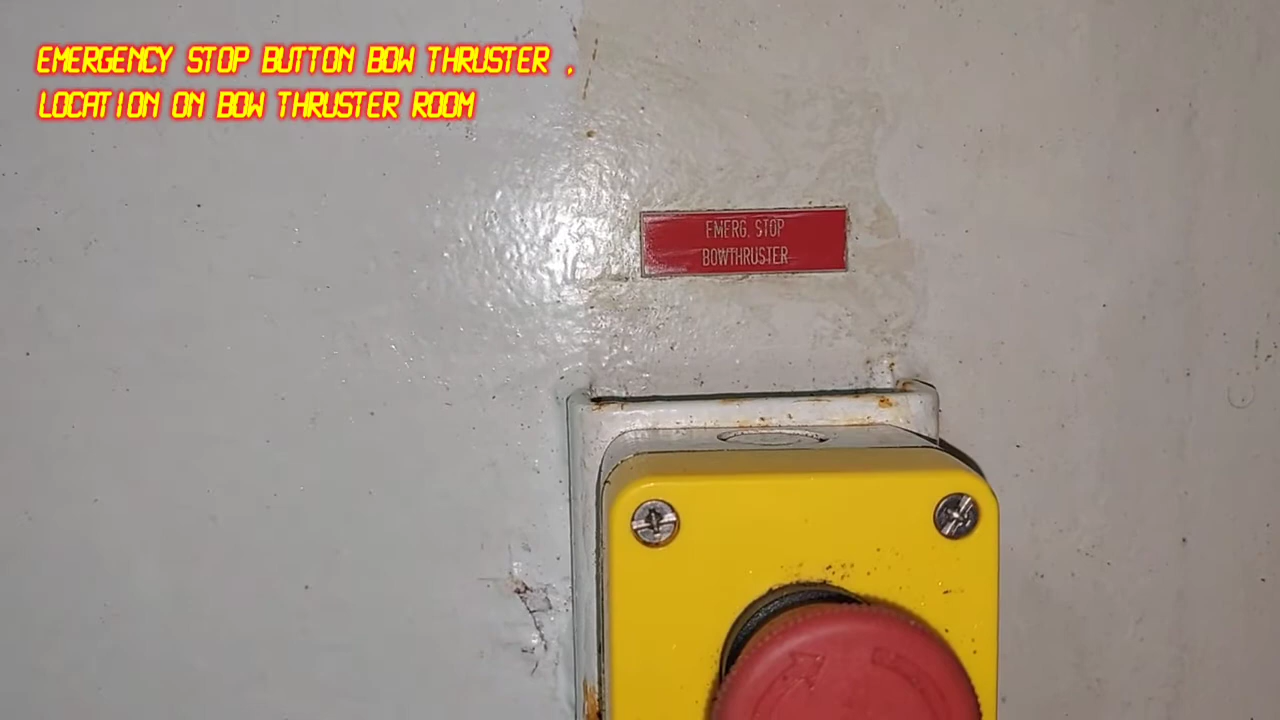 EMERGENCY STOP BUTTON BOW THRUSTER ,
LOCATION ON BOW THRUSTER ROOM
EMERG. STOP
BOWTHRUSTER